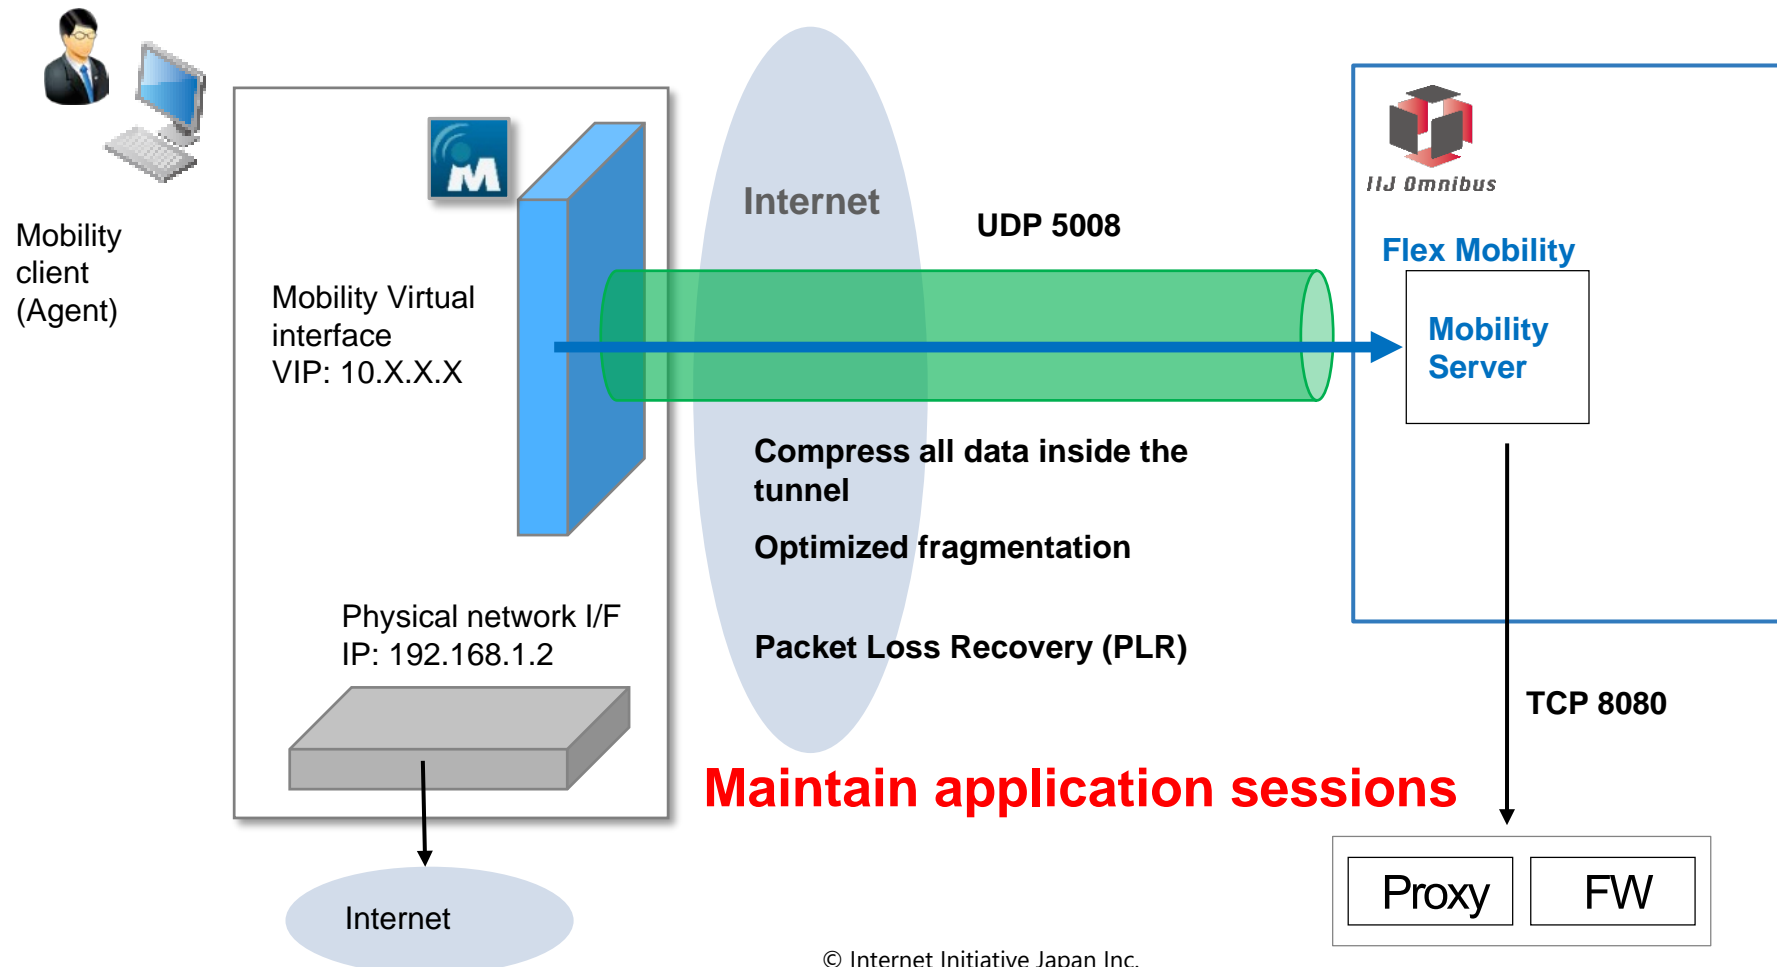 Mobility
client
(Agent)
M
Mobility Virtual
interface
VIP: 10.X.X.X
Physical network I/F
IP: 192.168.1.2
Internet
Internet
UDP 5008
Compress all data inside the
tunnel
Optimized fragmentation
Packet Loss Recovery (PLR)
Maintain application sessions
IIJ Omnibus
Flex Mobility
Mobility
Server
TCP 8080
Proxy
FW
© Internet Initiative Japan Inc.